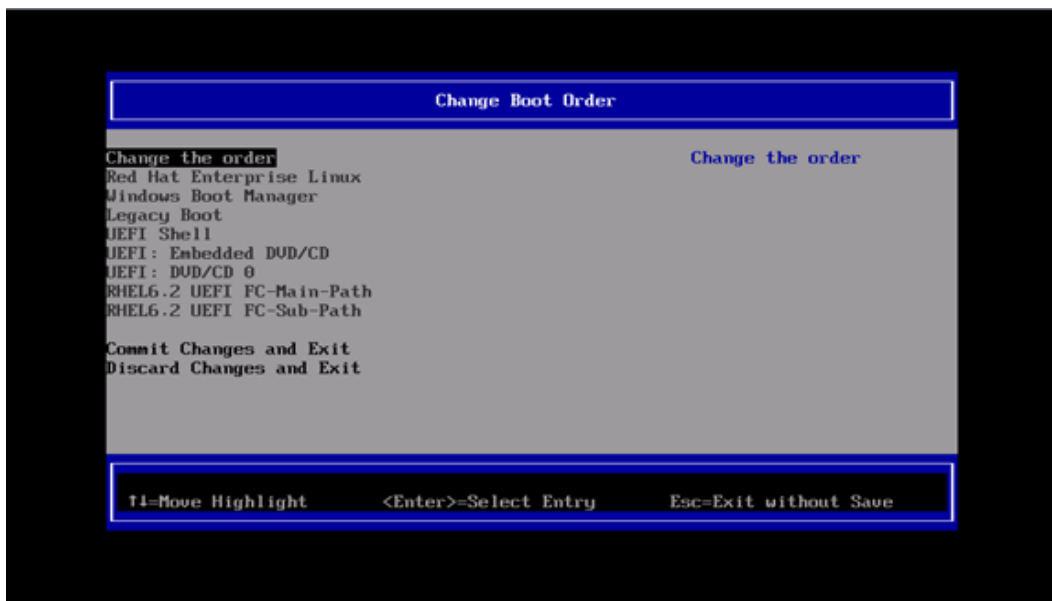 Change Boot Order
Change the order
Change the order
Red Hat Enterprise Linux
Windows Boot Manager
Legacy Boot
UEFI Shell
UEFI: Embedded DVD/CD
UEFI: DVD/CD 0
RHEL6.2 UEFI FC-Main-Path
RHEL6.2 UEFI FC-Sub-Path
Commit Changes and Exit
Discard Changes and Exit
↑↓=Move Highlight <Enter>=Select Entry Esc=Exit without Save